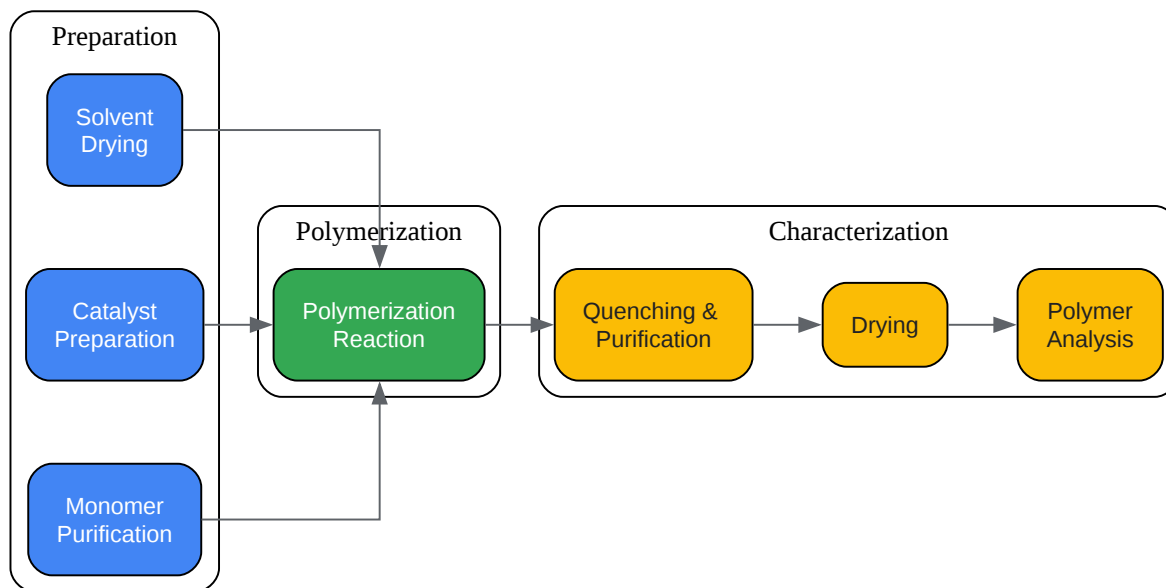 Preparation
Solvent
Drying
Catalyst
Preparation
Monomer
Purification
Polymerization
Polymerization
Reaction
Characterization
Quenching &
Purification
Drying
Polymer
Analysis